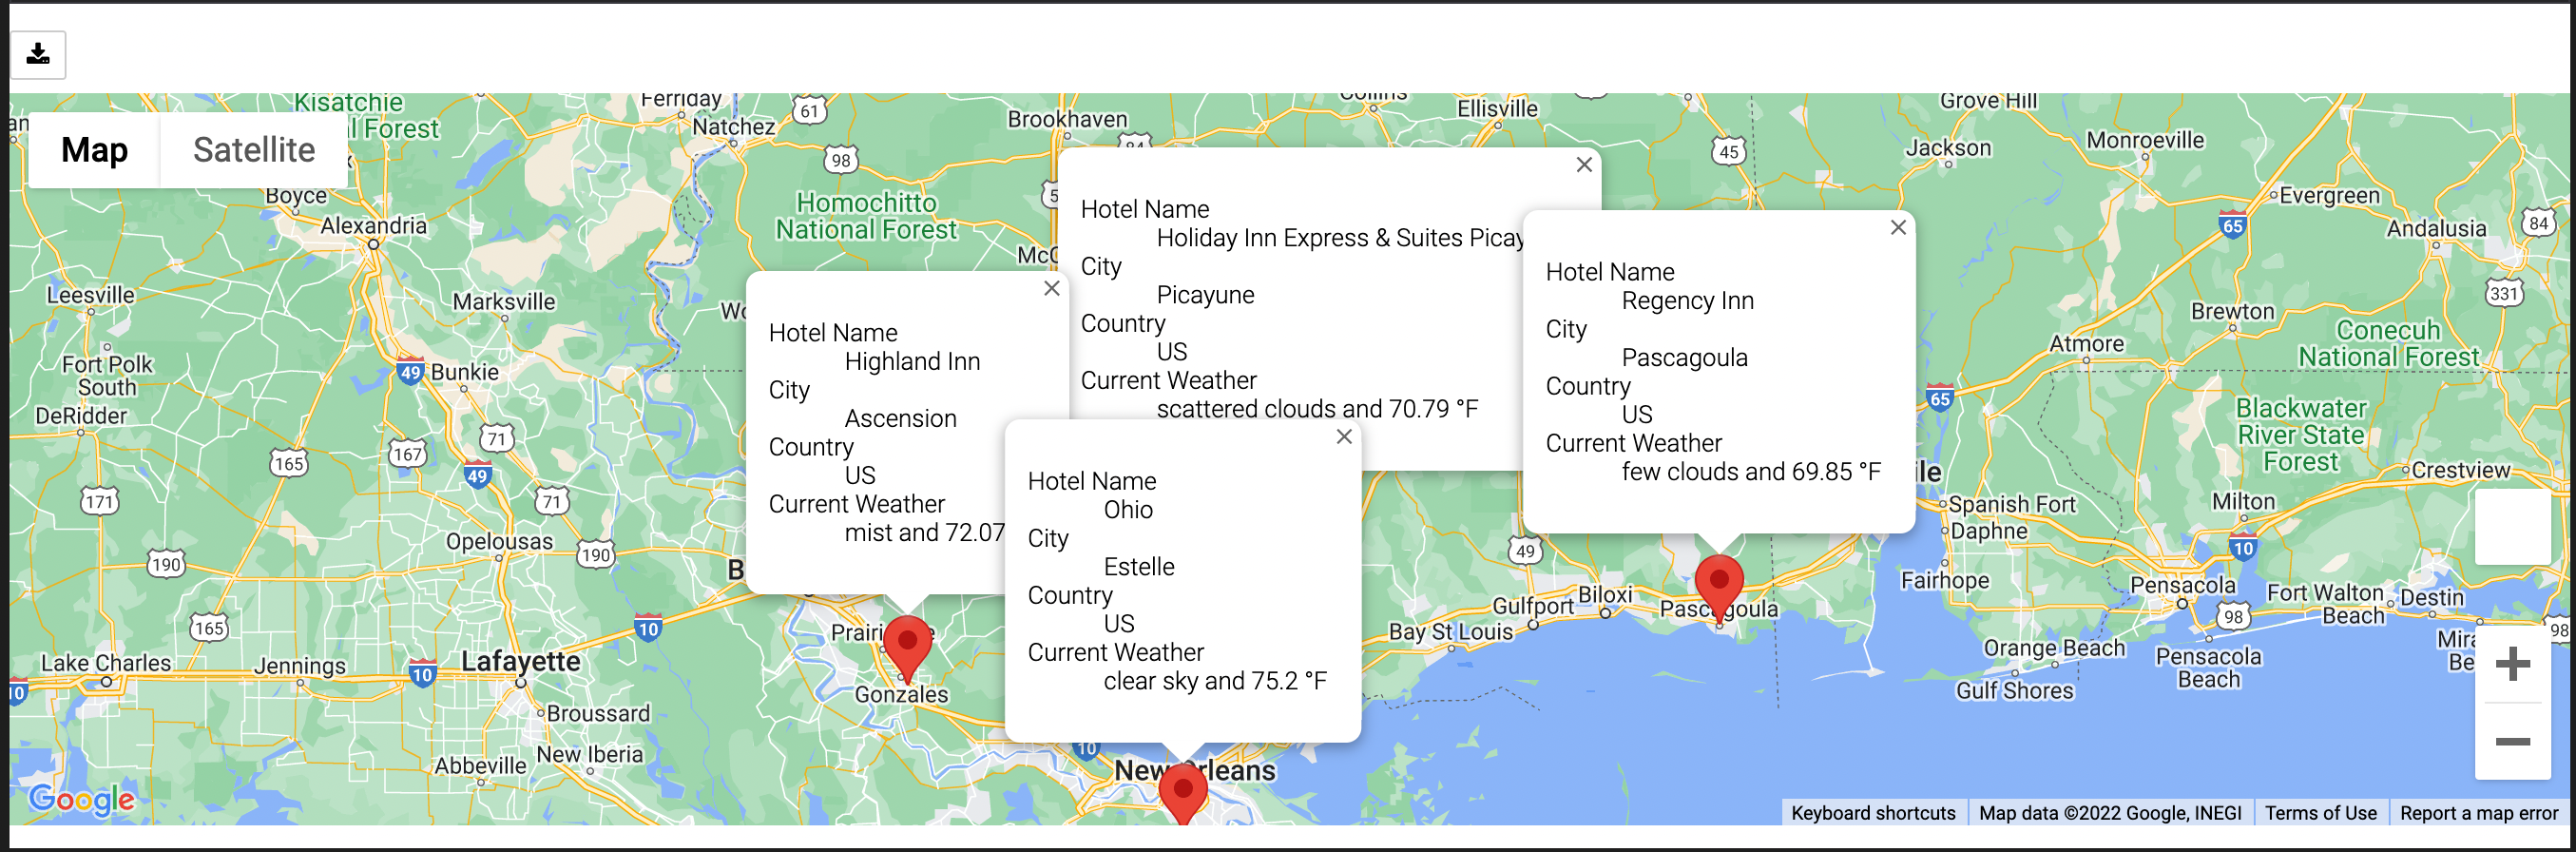 Map
Satellite
Kisatchie
al Forest
Ferriday
61
Natchez
98
Homochitto
National Forest
Brookhaven
84
Ellisville
45
Grove Hill
Jackson
Monroeville
Evergreen
65
Andalusia
84
331
Boyce
Alexandria
Leesville
Marksville
Fort Polk
South
DeRidder
49
Bunkie
71
167
165
49
171
71
190
Opelousas
190
165
10
Lake Charles
Jennings
10
Lafayette
10
Broussard
New Iberia
Abbeville
Hotel Name
Highland Inn
City
Ascension
Country
US
Current Weather
mist and 72.07
Hotel Name
Holiday Inn Express & Suites Picay
City
Picayune
Country
US
Current Weather
scattered clouds and 70.79 °F
Hotel Name
Ohio
City
Estelle
Country
US
Current Weather
clear sky and 75.2 °F
Hotel Name
Regency Inn
City
Pascagoula
Country
US
Current Weather
few clouds and 69.85 °F
Gonzales
10
New Orleans
49
Gulfport
Biloxi
Bay St Louis
Pascagoula
Brewton
Conecuh
National Forest
Atmore
65
Blackwater
River State
Forest
Crestview
Milton
Spanish Fort
Daphne
10
Fairhope
Pensacola
98
Fort Walton
Beach
Destin
98
Orange Beach
Pensacola
Beach
Gulf Shores
Google
Keyboard shortcuts
Map data ©2022 Google, INEGI
Terms of Use
Report a map error